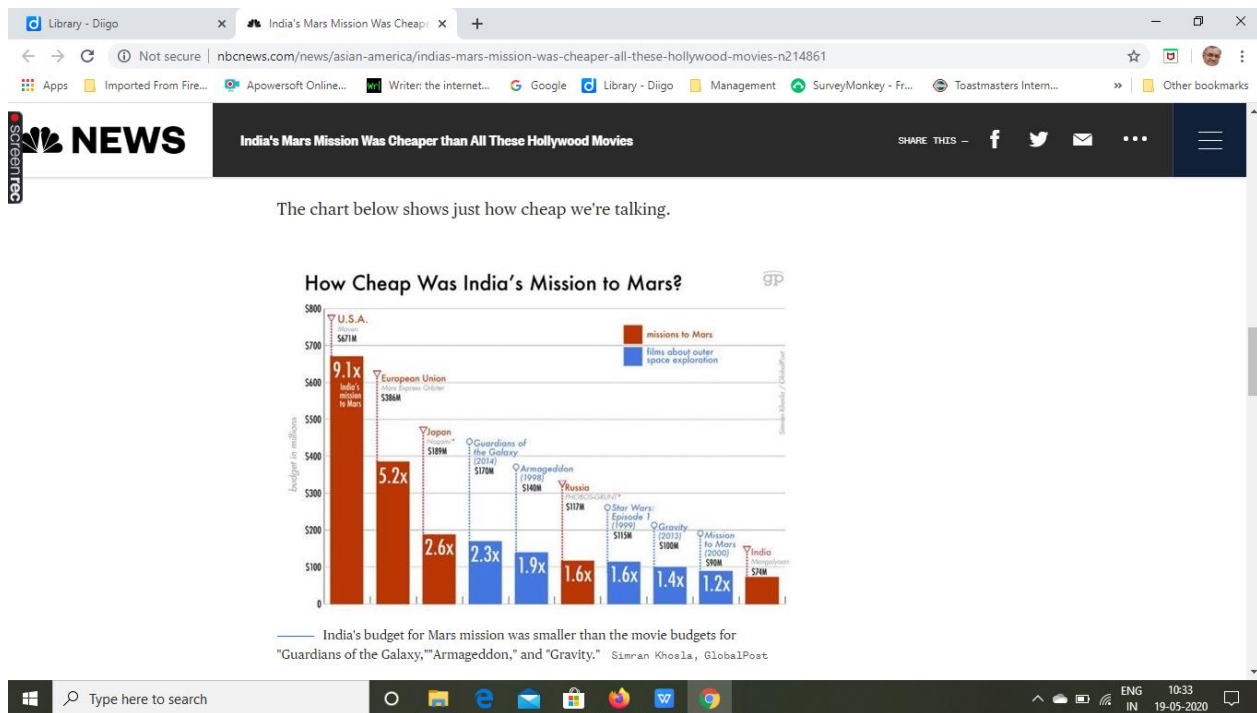 Library - Diigo
India's Mars Mission Was Cheape
Not secure
nbcnews.com/news/asian-america/indias-mars-mission-was-cheaper-all-these-hollywood-movies-n214861
Apps
Imported From Fire...
Apowersoft Online...
Writer: the internet...
Google
Library - Diigo
Management
SurveyMonkey - Fr...
Toastmasters Intern...
»
Other bookmarks
screenrec
NEWS
India's Mars Mission Was Cheaper than All These Hollywood Movies
SHARE THIS —
The chart below shows just how cheap we're talking.
How Cheap Was India's Mission to Mars?
gp
budget in millions
$800
$700
$600
$500
$400
$300
$200
$100
0
missions to Mars
films about outer
space exploration
U.S.A.
Maven
$671M
9.1x
India's
mission
to Mars
European Union
Mars Express Orbiter
$386M
5.2x
Japan
Nozomi*
$189M
2.6x
Guardians of
the Galaxy
(2014)
$170M
2.3x
Armageddon
(1998)
$140M
1.9x
Russia
PHOBOS-GRUNT*
$117M
1.6x
Star Wars:
Episode 1
(1999)
$115M
1.6x
Gravity
(2013)
$100M
1.4x
Mission
to Mars
(2000)
$90M
1.2x
India
Mangalyaan
$74M
Simran Khosla / GlobalPost
India's budget for Mars mission was smaller than the movie budgets for
"Guardians of the Galaxy,""Armageddon," and "Gravity." Simran Khosla, GlobalPost
Type here to search
ENG
IN
10:33
19-05-2020